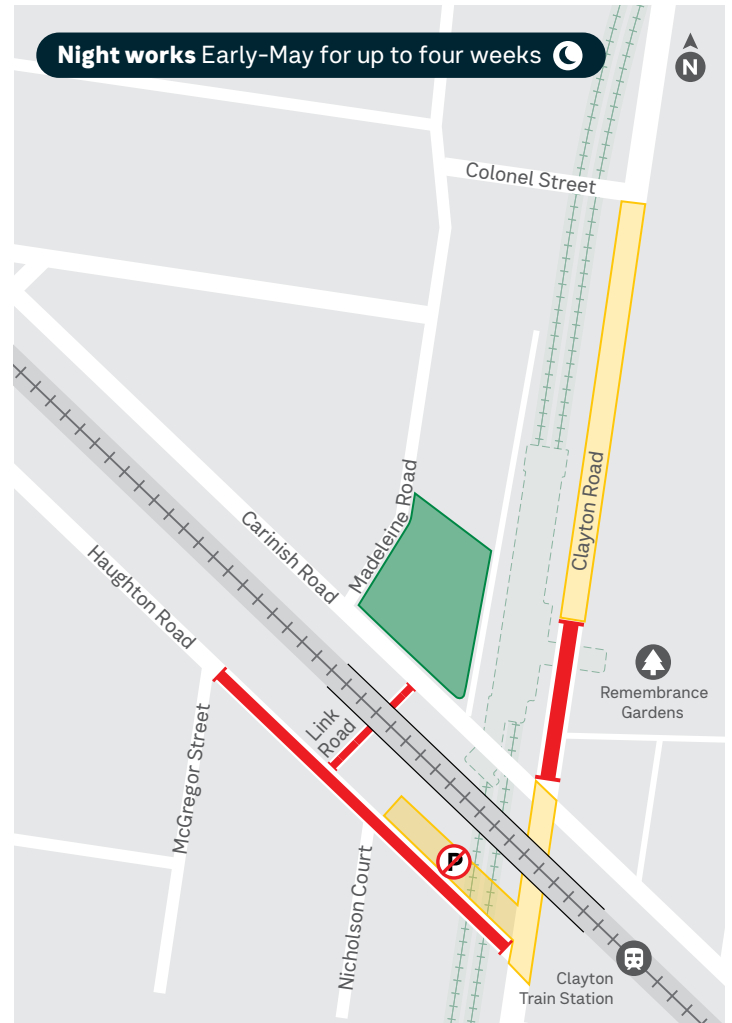 Night works Early-May for up to four weeks
N
Colonel Street
Clayton Road
Madeleine Road
Carinish Road
Haughton Road
Remembrance
Gardens
Link
Road
McGregor Street
P
Nicholson Court
Clayton
Train Station